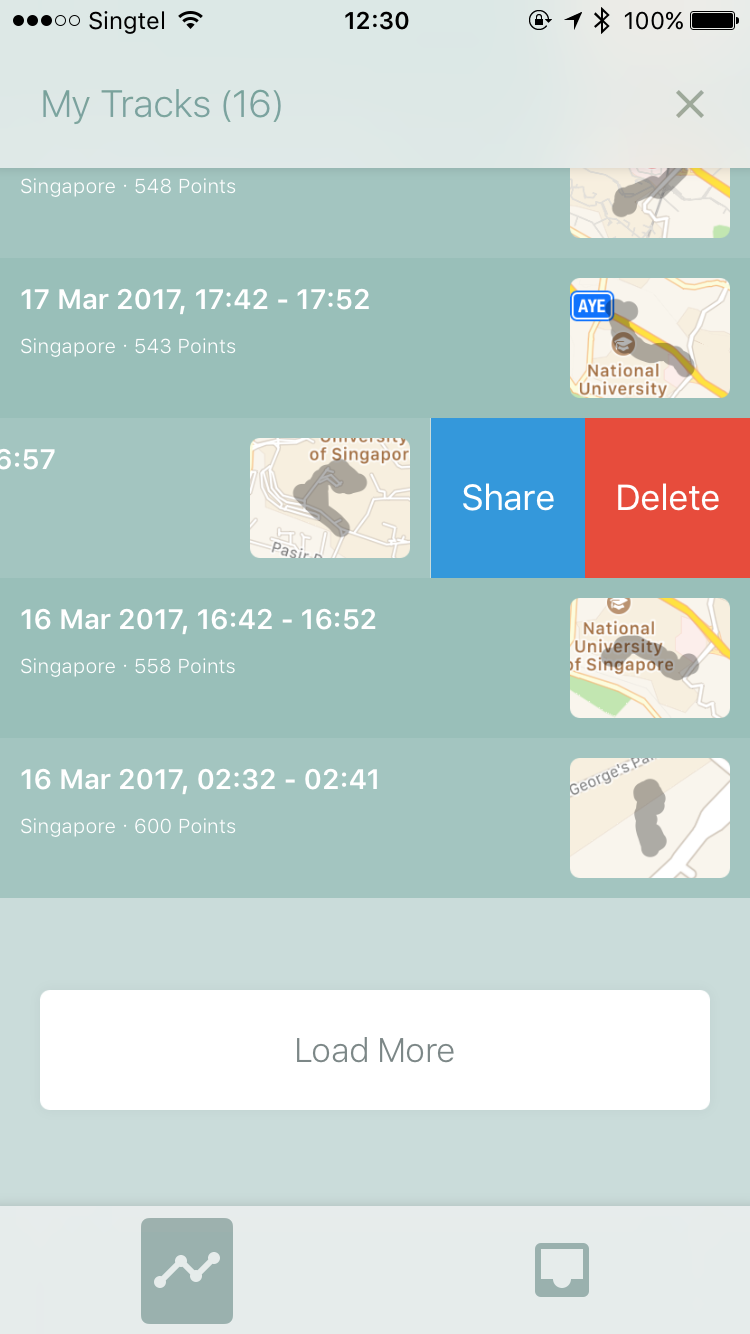 Singtel 12:30 100%
My Tracks (16)
Singapore · 548 Points
17 Mar 2017, 17:42 - 17:52
Singapore · 543 Points
AYE
National
University
6:57
University
of Singapor
Pasir
Share
Delete
16 Mar 2017, 16:42 - 16:52
Singapore · 558 Points
National
University
of Singapore
16 Mar 2017, 02:32 - 02:41
Singapore · 600 Points
George's Pa
Load More